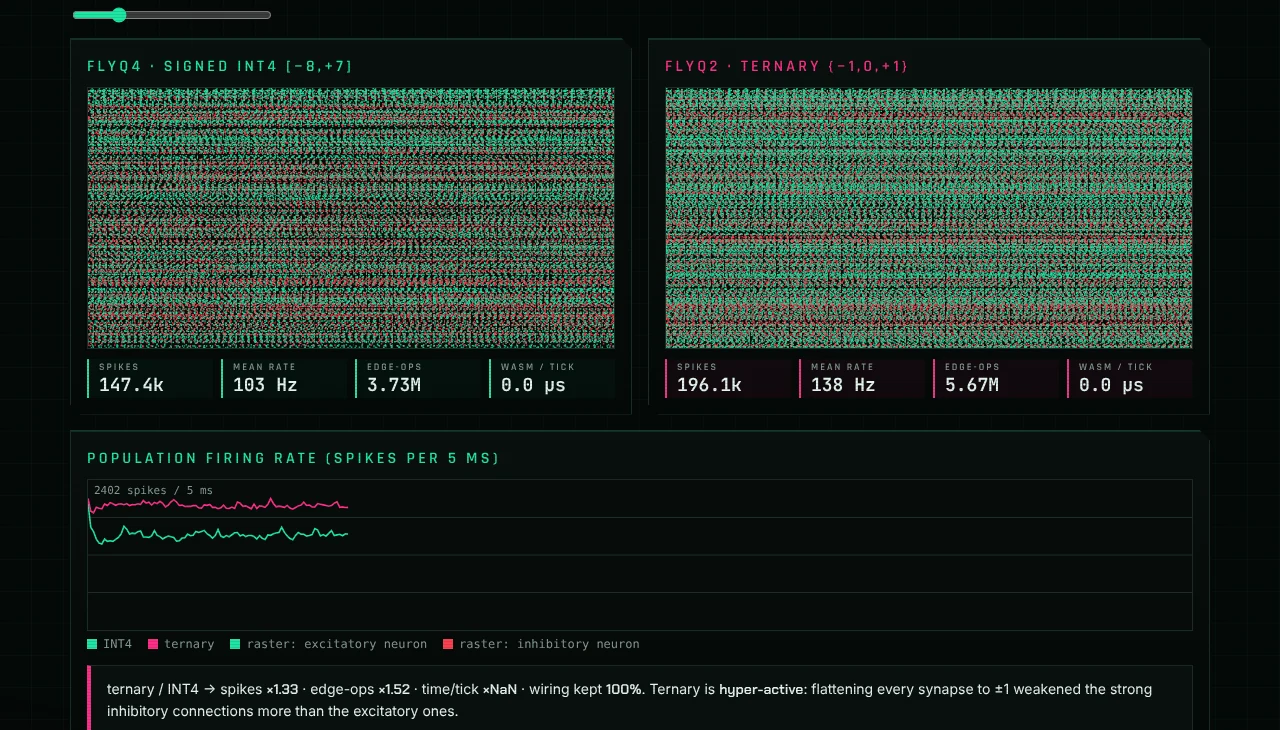 FLYQ4 · SIGNED INT4 [−8,+7]
FLYQ2 · TERNARY {−1,0,+1}
SPIKES
147.4k
MEAN RATE
103 Hz
EDGE-OPS
3.73M
WASM / TICK
0.0 µs
SPIKES
196.1k
MEAN RATE
138 Hz
EDGE-OPS
5.67M
WASM / TICK
0.0 µs
POPULATION FIRING RATE (SPIKES PER 5 MS)
2402 spikes / 5 ms
INT4 ternary raster: excitatory neuron raster: inhibitory neuron
ternary / INT4 → spikes ×1.33 · edge-ops ×1.52 · time/tick ×NaN · wiring kept 100%. Ternary is hyper-active: flattening every synapse to ±1 weakened the strong
inhibitory connections more than the excitatory ones.